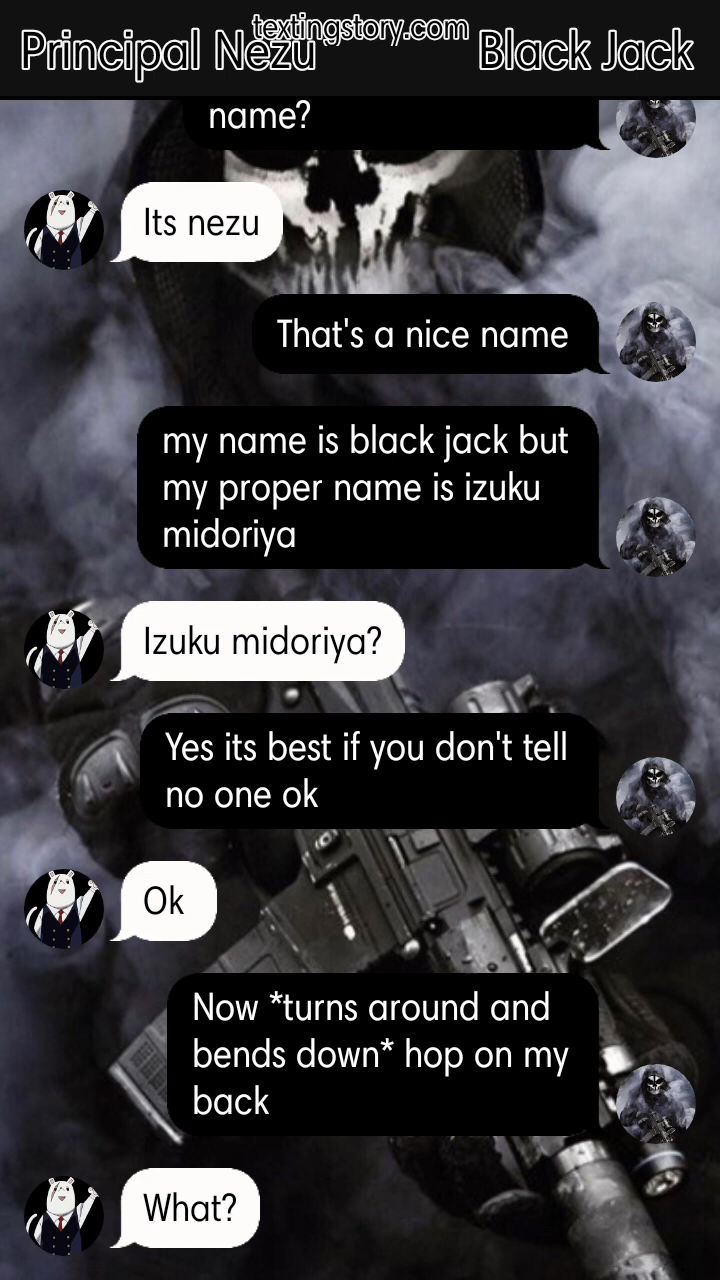 textingstory.com
Principal Nezu
Black Jack
name?
Its nezu
That's a nice name
my name is black jack but
my proper name is izuku
midoriya
Izuku midoriya?
Yes its best if you don't tell
no one ok
Ok
Now *turns around and
bends down* hop on my
back
What?